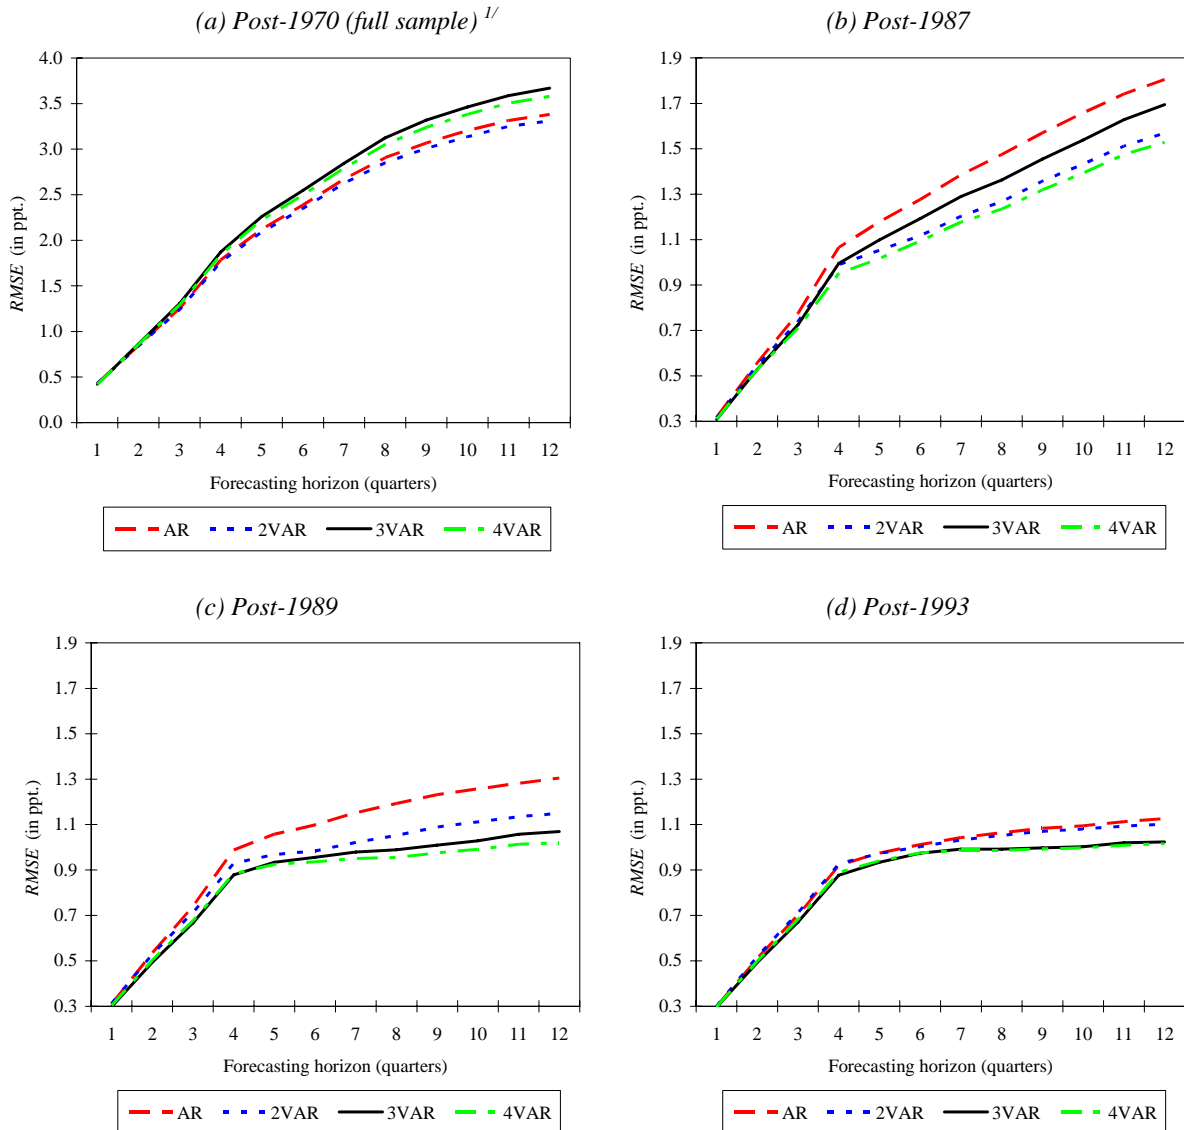 (a) Post-1970 (full sample) 1/
RMSE (in ppt.)
4.0
3.5
3.0
2.5
2.0
1.5
1.0
0.5
0.0
1 2 3 4 5 6 7 8 9 10 11 12
Forecasting horizon (quarters)
AR 2VAR 3VAR 4VAR
(b) Post-1987
RMSE (in ppt.)
1.9
1.7
1.5
1.3
1.1
0.9
0.7
0.5
0.3
1 2 3 4 5 6 7 8 9 10 11 12
Forecasting horizon (quarters)
AR 2VAR 3VAR 4VAR
(c) Post-1989
RMSE (in ppt.)
1.9
1.7
1.5
1.3
1.1
0.9
0.7
0.5
0.3
1 2 3 4 5 6 7 8 9 10 11 12
Forecasting horizon (quarters)
AR 2VAR 3VAR 4VAR
(d) Post-1993
RMSE (in ppt.)
1.9
1.7
1.5
1.3
1.1
0.9
0.7
0.5
0.3
1 2 3 4 5 6 7 8 9 10 11 12
Forecasting horizon (quarters)
AR 2VAR 3VAR 4VAR